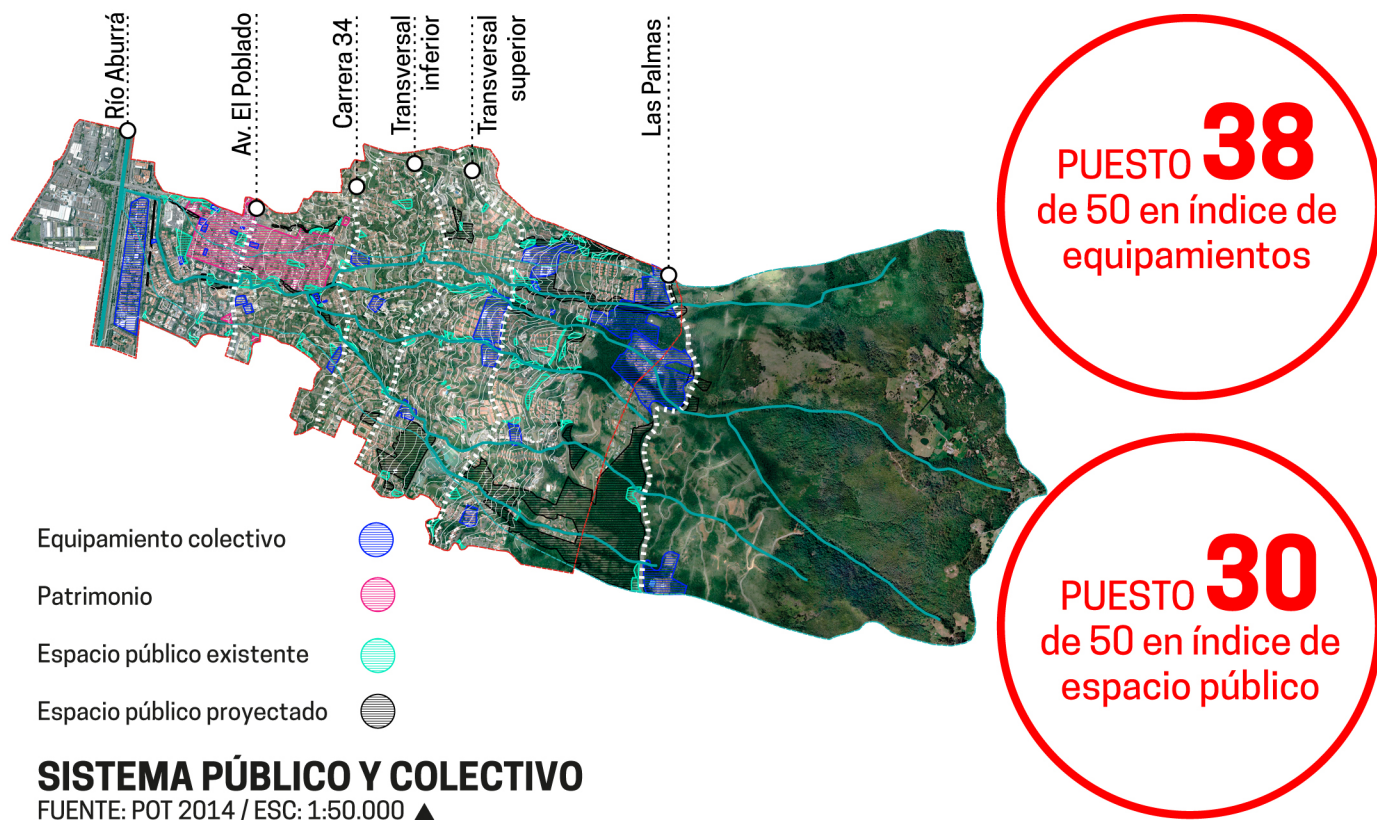 Río Aburrá
Av. El Poblado
Carrera 34
Transversal
inferior
Transversal
superior
Las Palmas
PUESTO 38
de 50 en índice de
equipamientos
PUESTO 30
de 50 en índice de
espacio público
Equipamiento colectivo
Patrimonio
Espacio público existente
Espacio público proyectado
SISTEMA PÚBLICO Y COLECTIVO
FUENTE: POT 2014 / ESC: 1:50.000